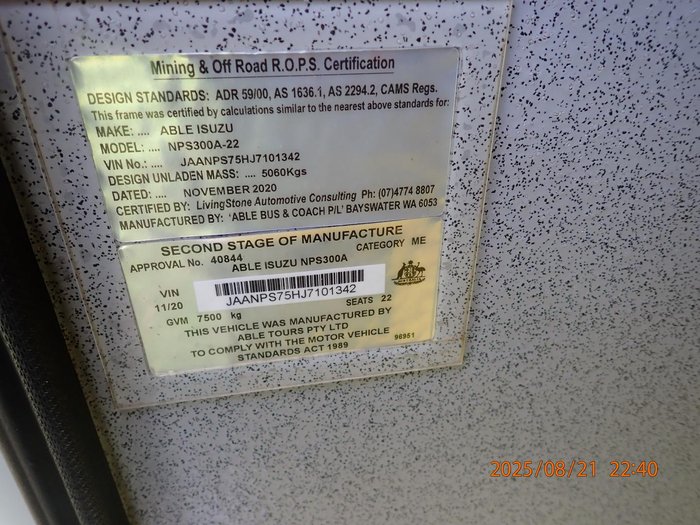 Mining & Off Road R.O.P.S. Certification
DESIGN STANDARDS: ADR 59/00, AS 1636.1, AS 2294.2, CAMS Regs.
This frame was certified by calculations similar to the nearest above standards for:
MAKE: .... ABLE ISUZU
MODEL: .... NPS300A-22
VIN No.: .... JAANPS75HJ7101342
DESIGN UNLADEN MASS: .... 5060Kgs
DATED: .... NOVEMBER 2020
CERTIFIED BY: LivingStone Automotive Consulting Ph: (07)4774 8807
MANUFACTURED BY: 'ABLE BUS & COACH P/L' BAYSWATER WA 6053
SECOND STAGE OF MANUFACTURE
APPROVAL No. 40844 CATEGORY ME
ABLE ISUZU NPS300A
VIN
JAANPS75HJ7101342
11/20
GVM 7500 kg SEATS 22
THIS VEHICLE WAS MANUFACTURED BY
ABLE TOURS PTY LTD
TO COMPLY WITH THE MOTOR VEHICLE
STANDARDS ACT 1989
96951
2025/08/21 22:40